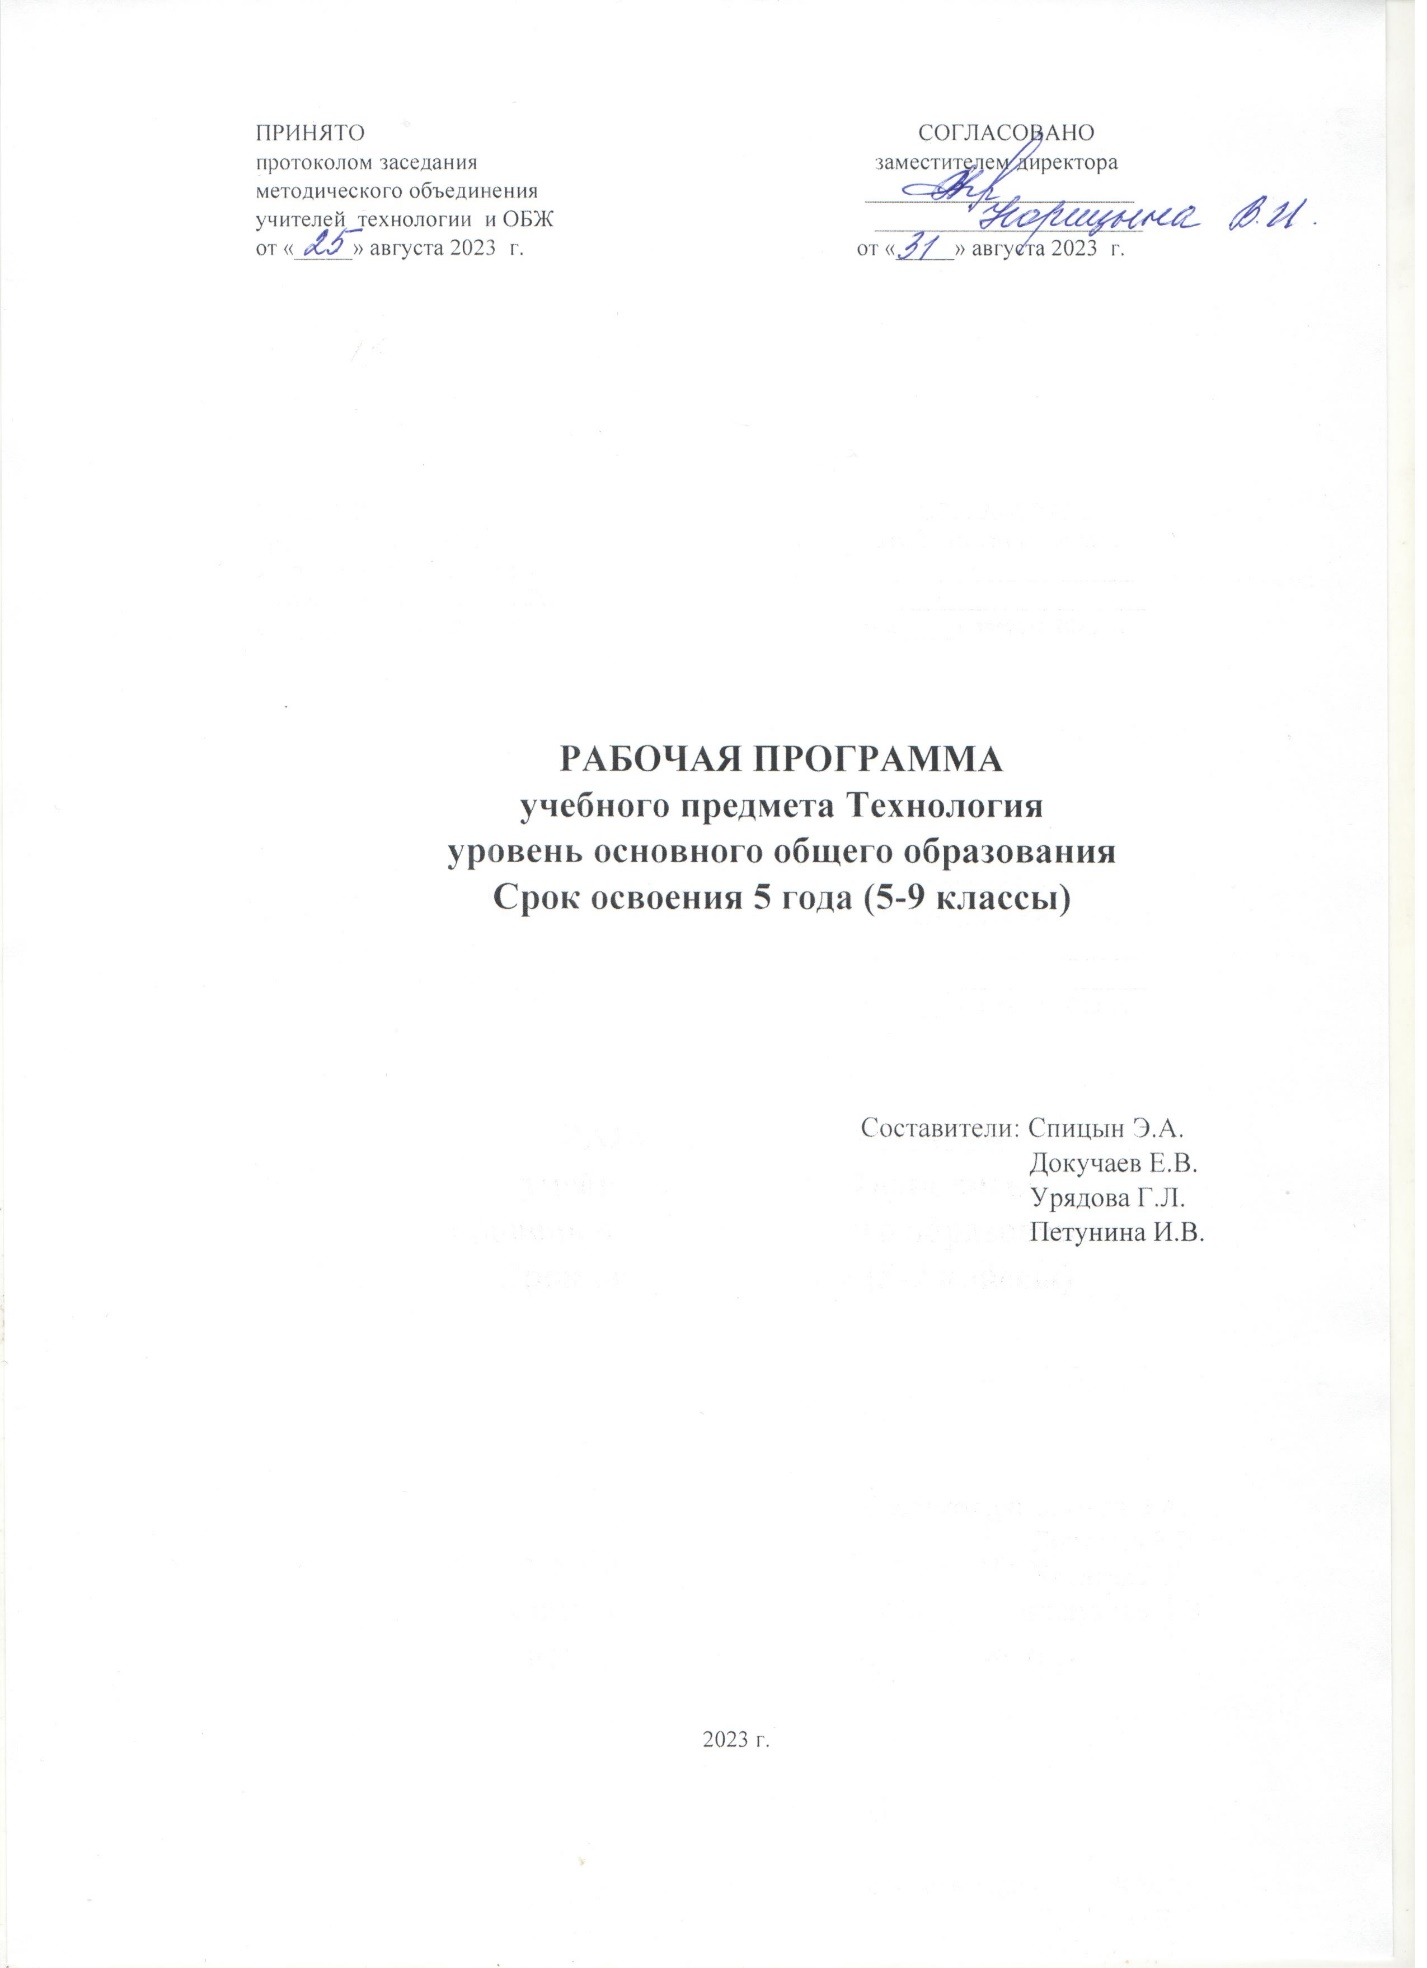 ПРИНЯТО
протоколом заседания
методического объединения
учителей технологии и ОБЖ
от «25» августа 2023 г.
СОГЛАСОВАНО
заместителем директора
В.И.
от «31» августа 2023 г.
РАБОЧАЯ ПРОГРАММА
учебного предмета Технология
уровень основного общего образования
Срок освоения 5 года (5-9 классы)
Составители: Спицын Э.А.
Докучаев Е.В.
Урядова Г.Л.
Петунина И.В.
2023 г.